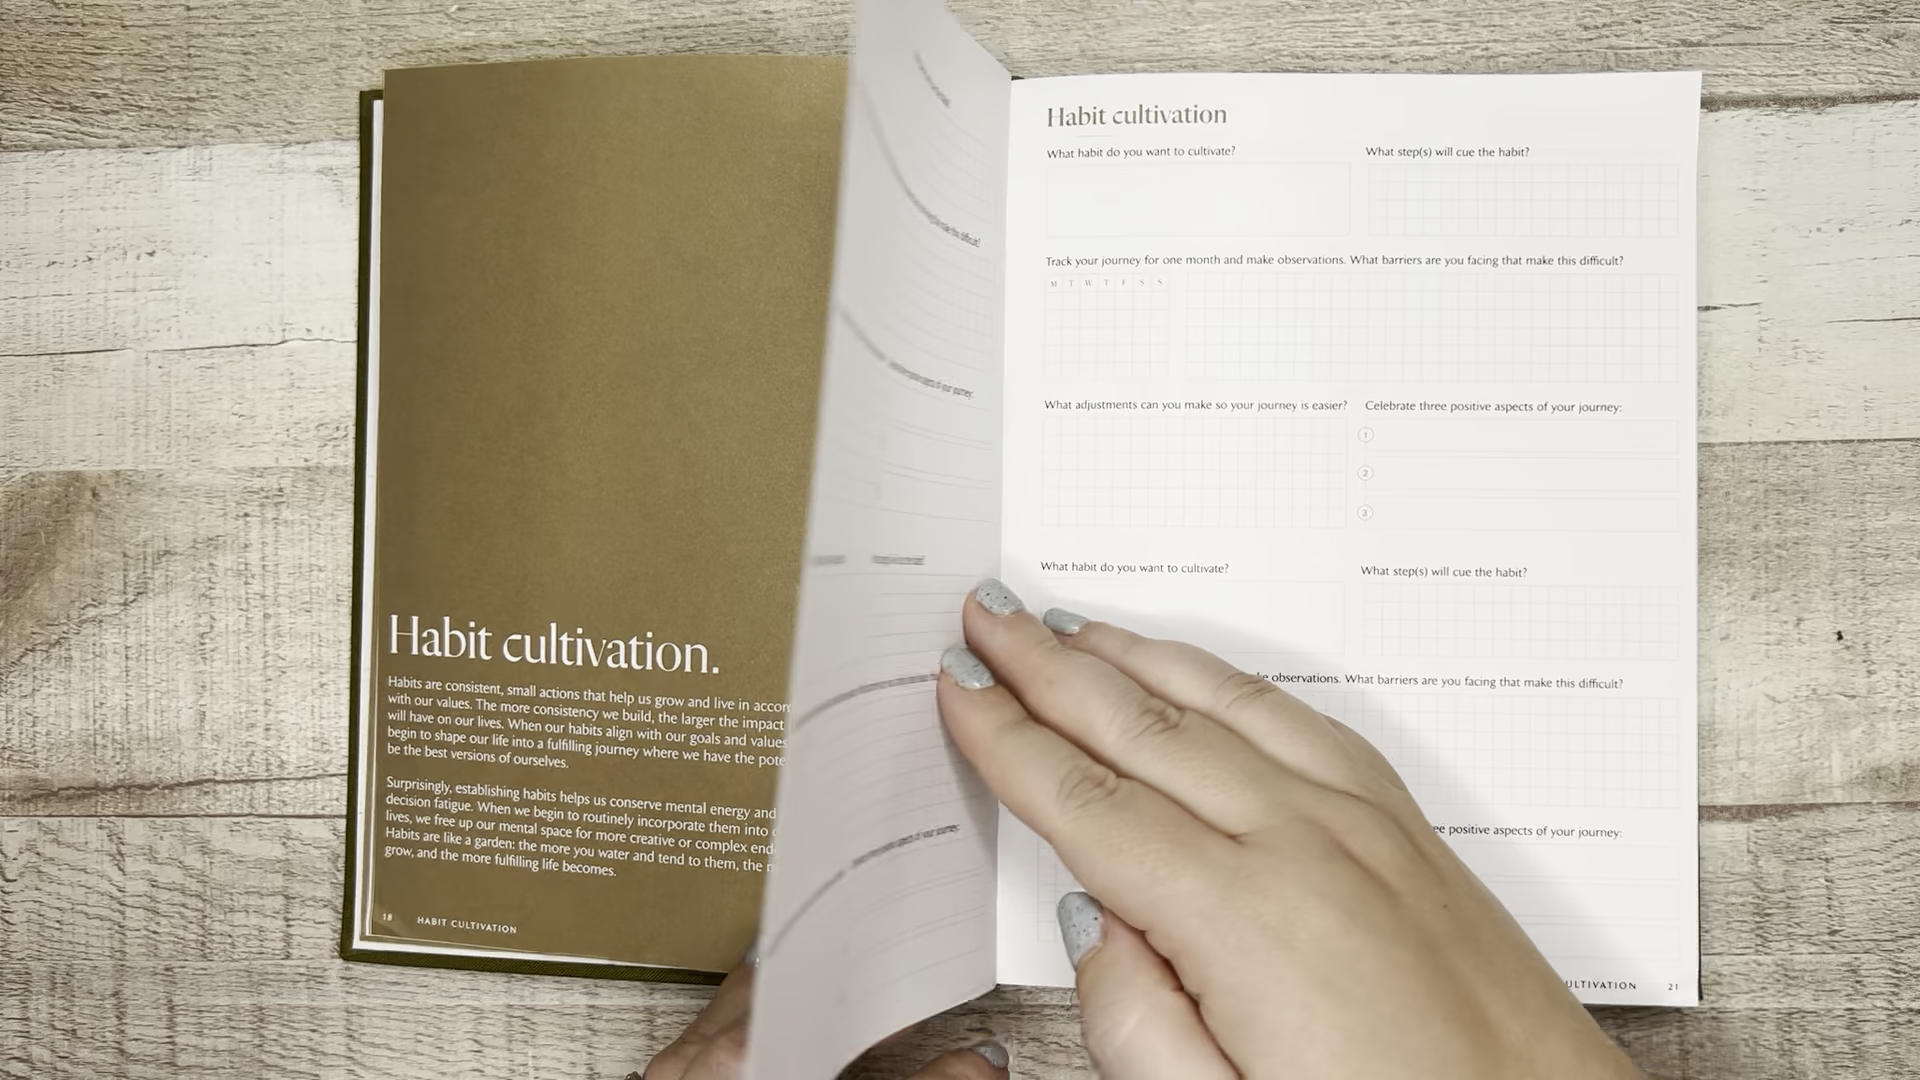 Habit cultivation.
Habits are consistent, small actions that help us grow and live in
with our values. The more consistency we build, the larger the impact
will have on our lives. When our habits align with our goals and values
begin to shape our life into a fulfilling journey where we have the
be the best versions of ourselves.
Surprisingly, establishing habits helps us conserve mental energy and
decision fatigue. When we begin to routinely incorporate them into
lives, we free up our mental space for more creative or complex
Habits are like a garden: the more you water and tend to them, the
grow, and the more fulfilling life becomes.
18 HABIT CULTIVATION
Habit cultivation
What habit do you want to cultivate?
What step(s) will cue the habit?
Track your journey for one month and make observations. What barriers are you facing that make this difficult?
M T W T F S S
What adjustments can you make so your journey is easier?
Celebrate three positive aspects of your journey:
1
2
3
What habit do you want to cultivate?
What step(s) will cue the habit?
observations. What barriers are you facing that make this difficult?
positive aspects of your journey:
21